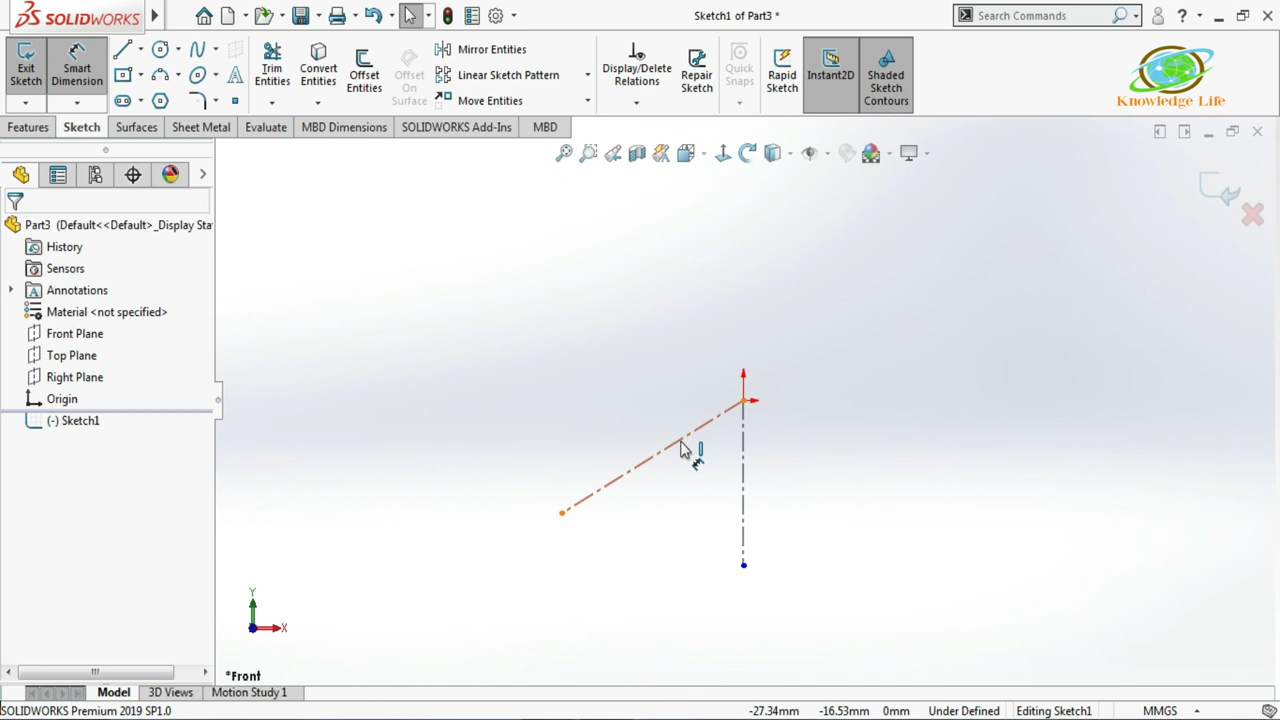 SOLIDWORKS
Sketch1 of Part3 *
Search Commands
?
Exit Sketch
Smart Dimension
Trim Entities
Convert Entities
Offset Entities
Offset On Surface
Mirror Entities
Linear Sketch Pattern
Move Entities
Display/Delete Relations
Repair Sketch
Quick Snaps
Rapid Sketch
Instant2D
Shaded Sketch Contours
Knowledge Life
Features
Sketch
Surfaces
Sheet Metal
Evaluate
MBD Dimensions
SOLIDWORKS Add-Ins
MBD
Part3 (Default<<Default>_Display Sta
History
Sensors
Annotations
Material <not specified>
Front Plane
Top Plane
Right Plane
Origin
(-) Sketch1
Y
X
*Front
Model
3D Views
Motion Study 1
SOLIDWORKS Premium 2019 SP1.0
-27.34mm
-16.53mm
0mm
Under Defined
Editing Sketch1
MMGS